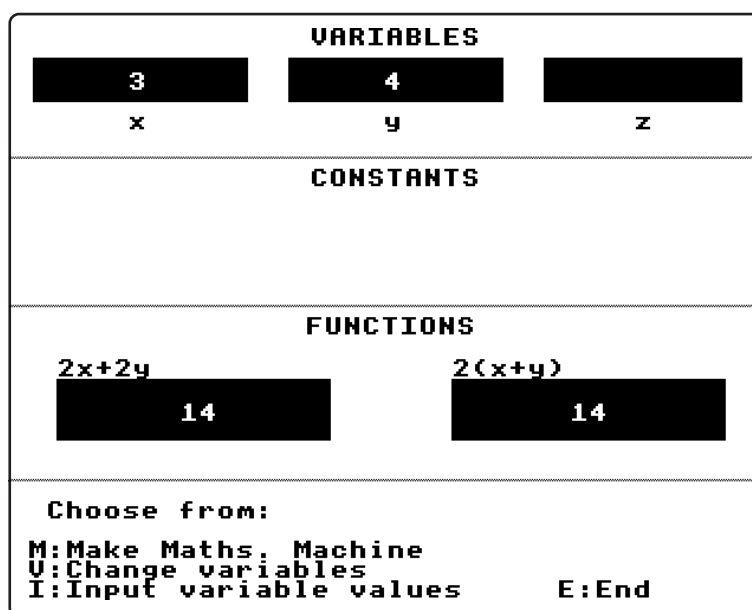 VARIABLES
3 4
x y z
CONSTANTS
FUNCTIONS
2x+2y 2(x+y)
14 14
Choose from:
M:Make Maths. Machine
V:Change variables
I:Input variable values E:End